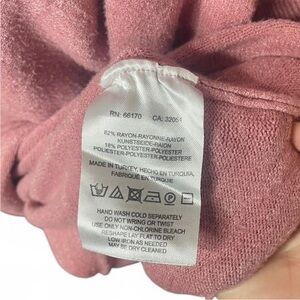 RN: 66170 CA: 32051
82% RAYON-RAYONNE-RAYON
KUNSTSEIDE-RAION
18% POLYESTER-POLYESTER
POLYESTER-POLYESTERE
MADE IN TURKEY, HECHO EN TURQUIA,
FABRIQUE EN TURQUIE
HAND WASH COLD SEPARATELY
DO NOT WRING OR TWIST
USE ONLY NON-CHLORINE BLEACH
RESHAPE LAY FLAT TO DRY
LOW IRON AS NEEDED
MAY BE DRY CLEANED